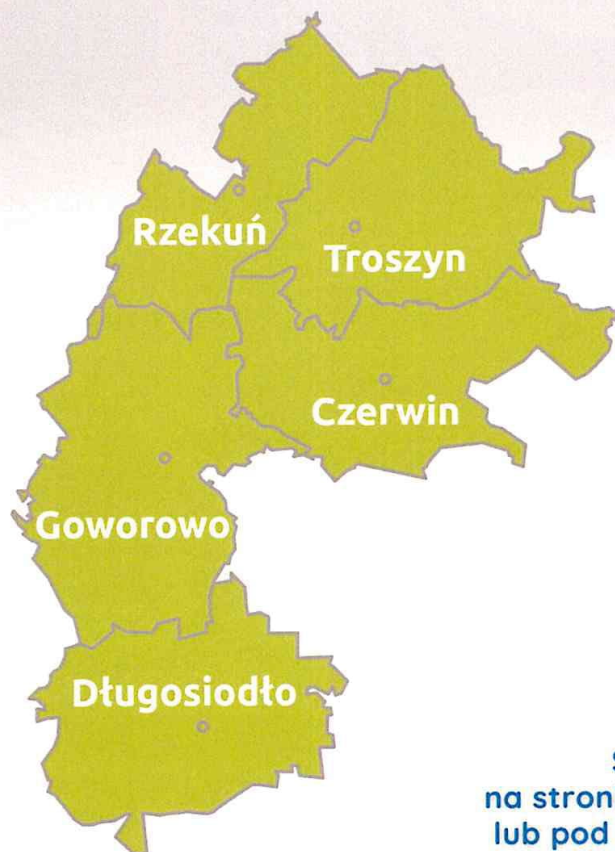 Rzekuń
Troszyn
Czerwin
Goworowo
Długosiodło
na stron
lub pod